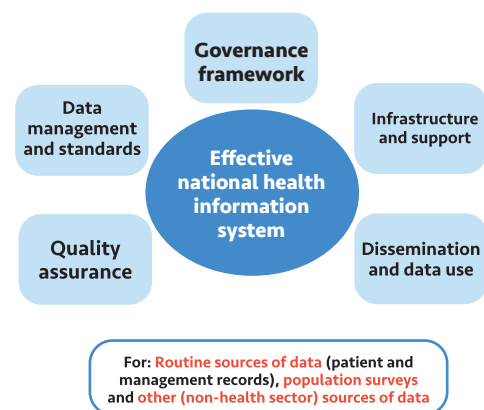 Governance
framework
Data
management
and standards
Infrastructure
and support
Effective
national health
information
system
Quality
assurance
Dissemination
and data use
For: Routine sources of data (patient and
management records), population surveys
and other (non-health sector) sources of data